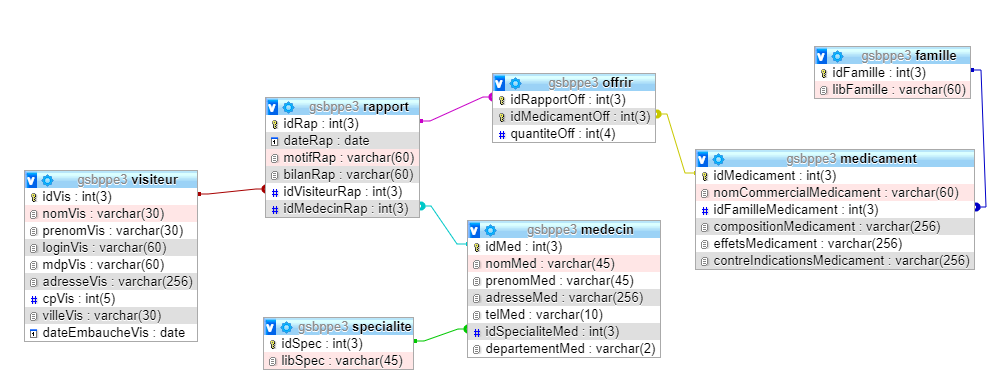 gsbppe3 visiteur
idVis : int(3)
nomVis : varchar(30)
prenomVis : varchar(30)
loginVis : varchar(60)
mdpVis : varchar(60)
adresseVis : varchar(256)
cpVis : int(5)
villeVis : varchar(30)
dateEmbaucheVis : date
gsbppe3 rapport
idRap : int(3)
dateRap : date
motifRap : varchar(60)
bilanRap : varchar(60)
idVisiteurRap : int(3)
idMedecinRap : int(3)
gsbppe3 specialite
idSpec : int(3)
libSpec : varchar(45)
gsbppe3 offrir
idRapportOff : int(3)
idMedicamentOff : int(3)
quantiteOff : int(4)
gsbppe3 medecin
idMed : int(3)
nomMed : varchar(45)
prenomMed : varchar(45)
adresseMed : varchar(256)
telMed : varchar(10)
idSpecialiteMed : int(3)
departementMed : varchar(2)
gsbppe3 famille
idFamille : int(3)
libFamille : varchar(60)
gsbppe3 medicament
idMedicament : int(3)
nomCommercialMedicament : varchar(60)
idFamilleMedicament : int(3)
compositionMedicament : varchar(256)
effetsMedicament : varchar(256)
contreIndicationsMedicament : varchar(256)